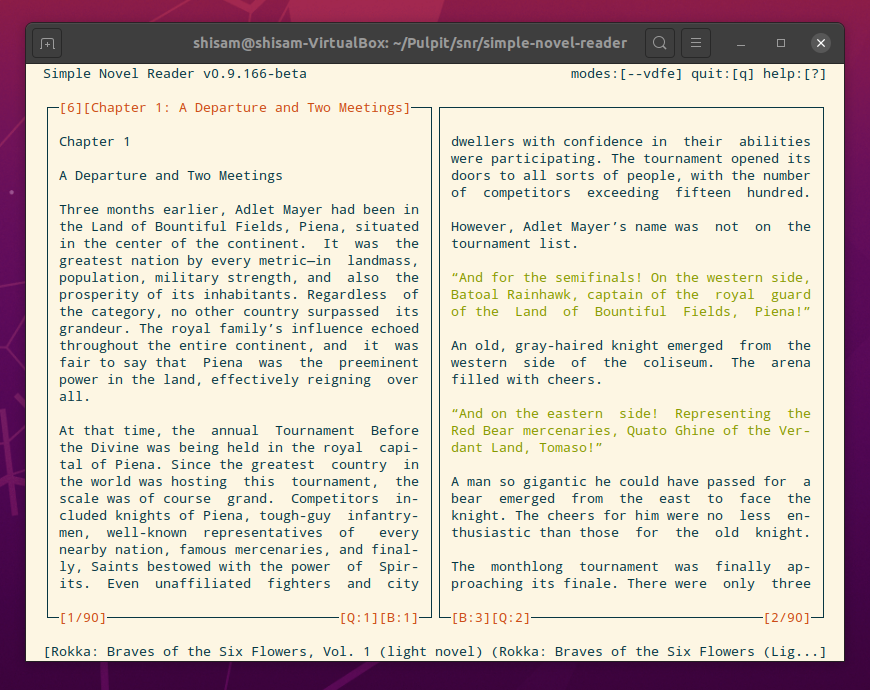 shisam@shisam-VirtualBox: ~/Pulpit/snr/simple-novel-reader
Simple Novel Reader v0.9.166-beta modes:[--vdfe] quit:[q] help:[?]
[6][Chapter 1: A Departure and Two Meetings]
Chapter 1
A Departure and Two Meetings
Three months earlier, Adlet Mayer had been in
the Land of Bountiful Fields, Piena, situated
in the center of the continent. It was the
greatest nation by every metric—in landmass,
population, military strength, and also the
prosperity of its inhabitants. Regardless of
the category, no other country surpassed its
grandeur. The royal family’s influence echoed
throughout the entire continent, and it was
fair to say that Piena was the preeminent
power in the land, effectively reigning over
all.
At that time, the annual Tournament Before
the Divine was being held in the royal capi-
tal of Piena. Since the greatest country in
the world was hosting this tournament, the
scale was of course grand. Competitors in-
cluded knights of Piena, tough-guy infantry-
men, well-known representatives of every
nearby nation, famous mercenaries, and final-
ly, Saints bestowed with the power of Spir-
its. Even unaffiliated fighters and city
[1/90] [Q:1][B:1]
dwellers with confidence in their abilities
were participating. The tournament opened its
doors to all sorts of people, with the number
of competitors exceeding fifteen hundred.
However, Adlet Mayer’s name was not on the
tournament list.
“And for the semifinals! On the western side,
Batoal Rainhawk, captain of the royal guard
of the Land of Bountiful Fields, Piena!”
An old, gray-haired knight emerged from the
western side of the coliseum. The arena
filled with cheers.
“And on the eastern side! Representing the
Red Bear mercenaries, Quato Ghine of the Ver-
dant Land, Tomaso!”
A man so gigantic he could have passed for a
bear emerged from the east to face the
knight. The cheers for him were no less en-
thusiastic than those for the old knight.
The monthlong tournament was finally ap-
proaching its finale. There were only three
[B:3][Q:2] [2/90]
[Rokka: Braves of the Six Flowers, Vol. 1 (light novel) (Rokka: Braves of the Six Flowers (Lig...]